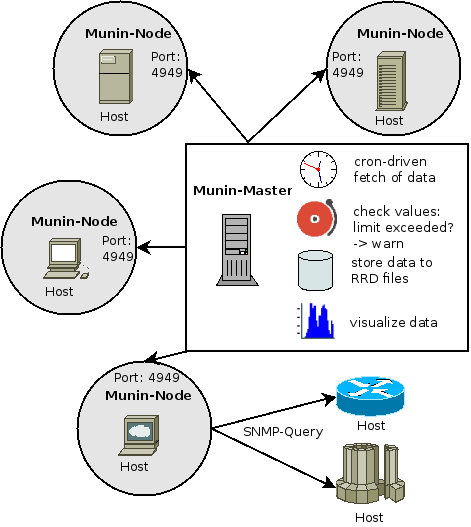 Munin-Node
Port:
4949
Host
Munin-Node
Port:
4949
Host
Munin-Master
cron-driven
fetch of data
check values:
limit exceeded?
-> warn
store data to
RRD files
visualize data
Munin-Node
Port:
4949
Host
Port: 4949
Munin-Node
Host
SNMP-Query
Host
Host